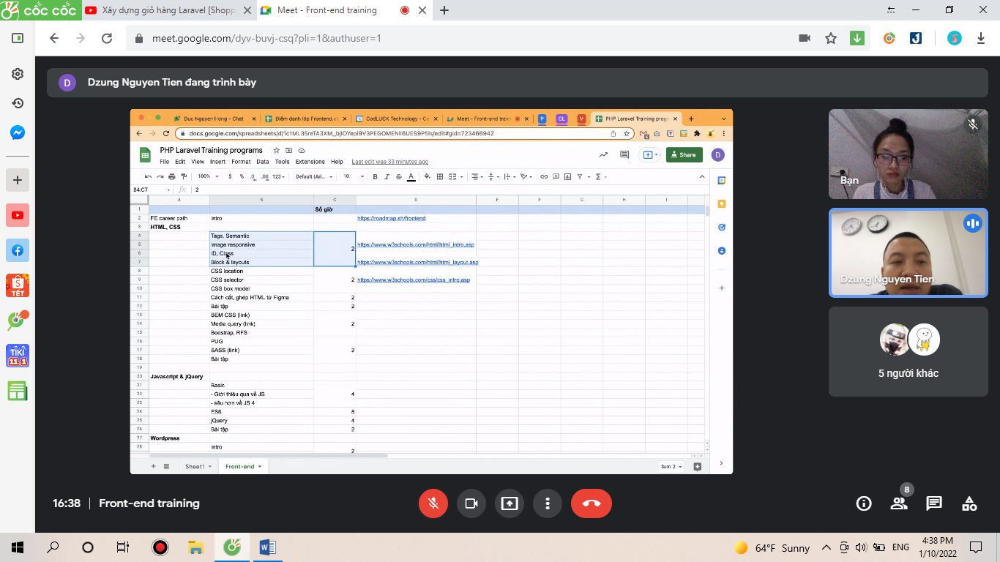 cốc cốc
Xây dựng giỏ hàng Laravel [Shopp
Meet - Front-end training
meet.google.com/dyv-buvj-csq?pli=1&authuser=1
D Dzung Nguyen Tien đang trình bày
Duc Nguyen Hong - Chat
Điểm danh lớp Frontend.xl
CodLUCK Technology - Ca
Meet - Front-end traini
P
CL
V
PHP Laravel Training progr
docs.google.com/spreadsheets/d/1c1ML35reTA3XM_bjIOYepi9V3PEGOMENll6UES9P5ls/edit#gid=723466942
PHP Laravel Training programs
File Edit View Insert Format Data Tools Extensions Help Last edit was 33 minutes ago
Share
D
100% $ % .0 .00 123 Default (Ari... 10 B I S A
B4:C7 fx 2
A B C D E F G H I
1 Số giờ
2 FE career path Intro https://roadmap.sh/frontend
3 HTML, CSS
4 Tags, Semantic
5 Image responsive 2 https://www.w3schools.com/html/html_intro.asp
6 ID, Class
7 Block & layouts https://www.w3schools.com/html/html_layout.asp
8 CSS location
9 CSS selector 2 https://www.w3schools.com/css/css_intro.asp
10 CSS box model
11 Cách cắt, ghép HTML từ Figma 2
12 Bài tập 2
13 BEM CSS (link)
14 Media query (link) 2
15 Boostrap, RFS
16 PUG
17 SASS (link) 2
18 Bài tập
19
20 Javascript & jQuery
21 Basic
22 - Giới thiệu qua về JS 4
23 - sâu hơn về JS 4
24 ES6 8
25 jQuery 4
26 Bài tập 2
27 Wordpress
28 Intro 2
Sheet1
Front-end
Sum: 2
Bạn
Dzung Nguyen Tien
5 người khác
SHOPEE TẾT
TIKI
11.1
16:38 | Front-end training
8
64°F Sunny
ENG
4:38 PM
1/10/2022